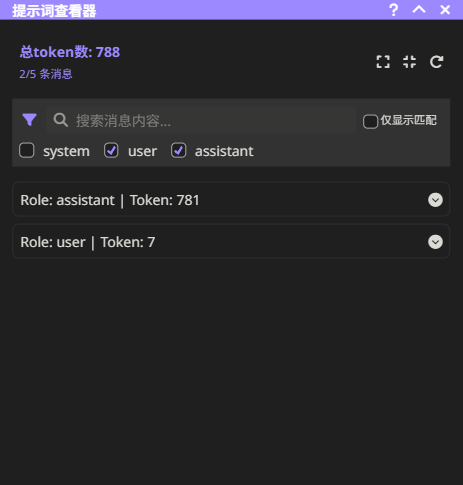 提示词查看器
总token数: 788
2/5 条消息
搜索消息内容...
仅显示匹配
system user assistant
Role: assistant | Token: 781
Role: user | Token: 7